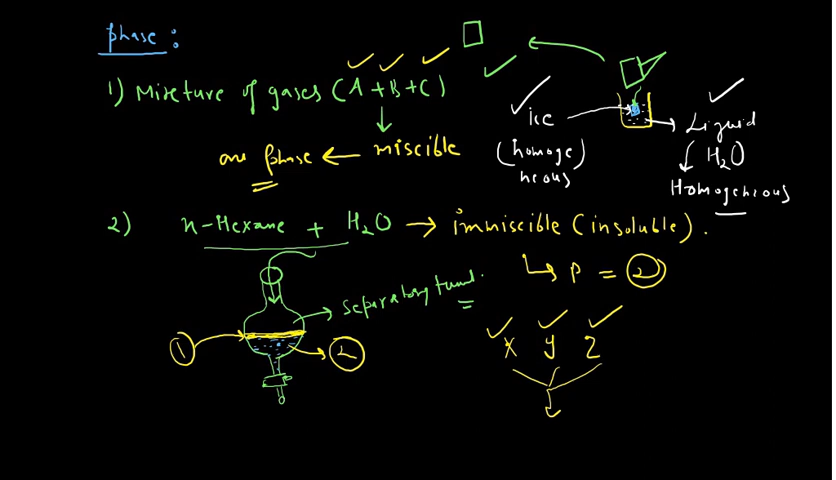 phase :
1) Mixture of gases (A + B + C)
miscible
one phase
ice
(homoge)
neous
Liquid
H₂O
Homogeneous
2) n-Hexane + H₂O → immiscible (insoluble).
P = 2
separatory funnel.
1
2
x y z